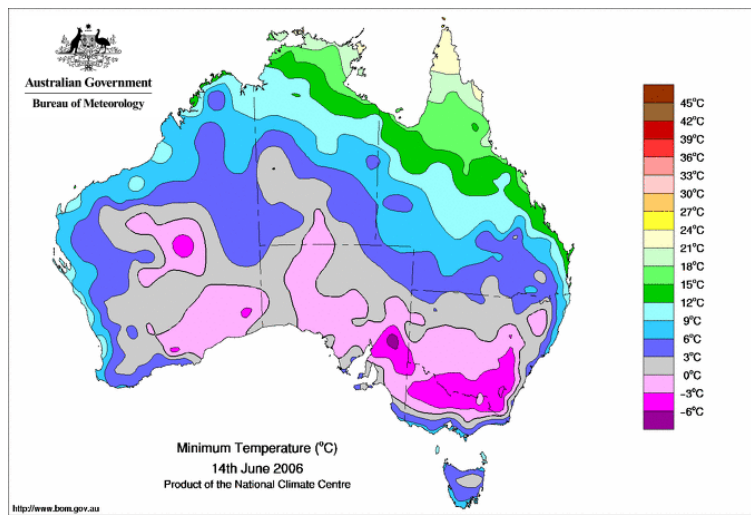 Australian Government
Bureau of Meteorology
45°C
42°C
39°C
36°C
33°C
30°C
27°C
24°C
21°C
18°C
15°C
12°C
9°C
6°C
3°C
0°C
−3°C
−6°C
Minimum Temperature (°C)
14th June 2006
Product of the National Climate Centre
http://www.bom.gov.au